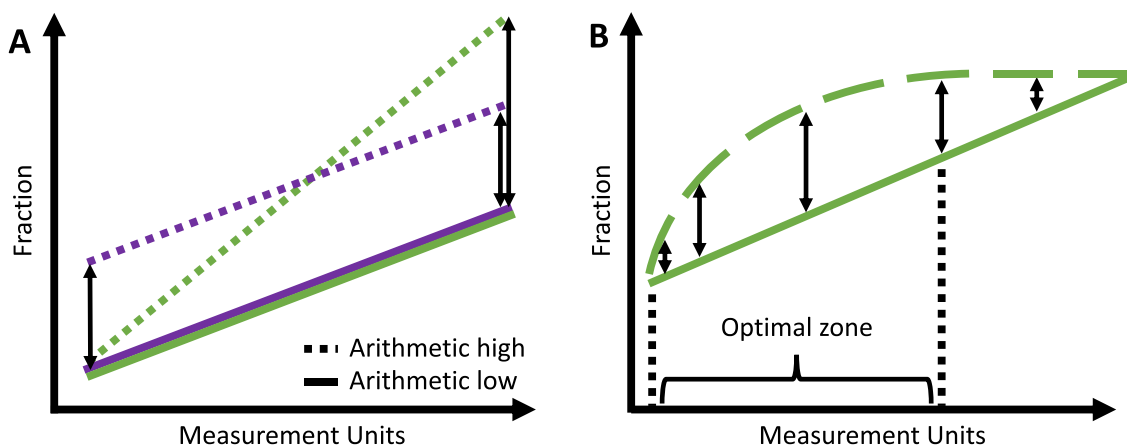 A
Fraction
Arithmetic high
Arithmetic low
Measurement Units
B
Fraction
Optimal zone
Measurement Units